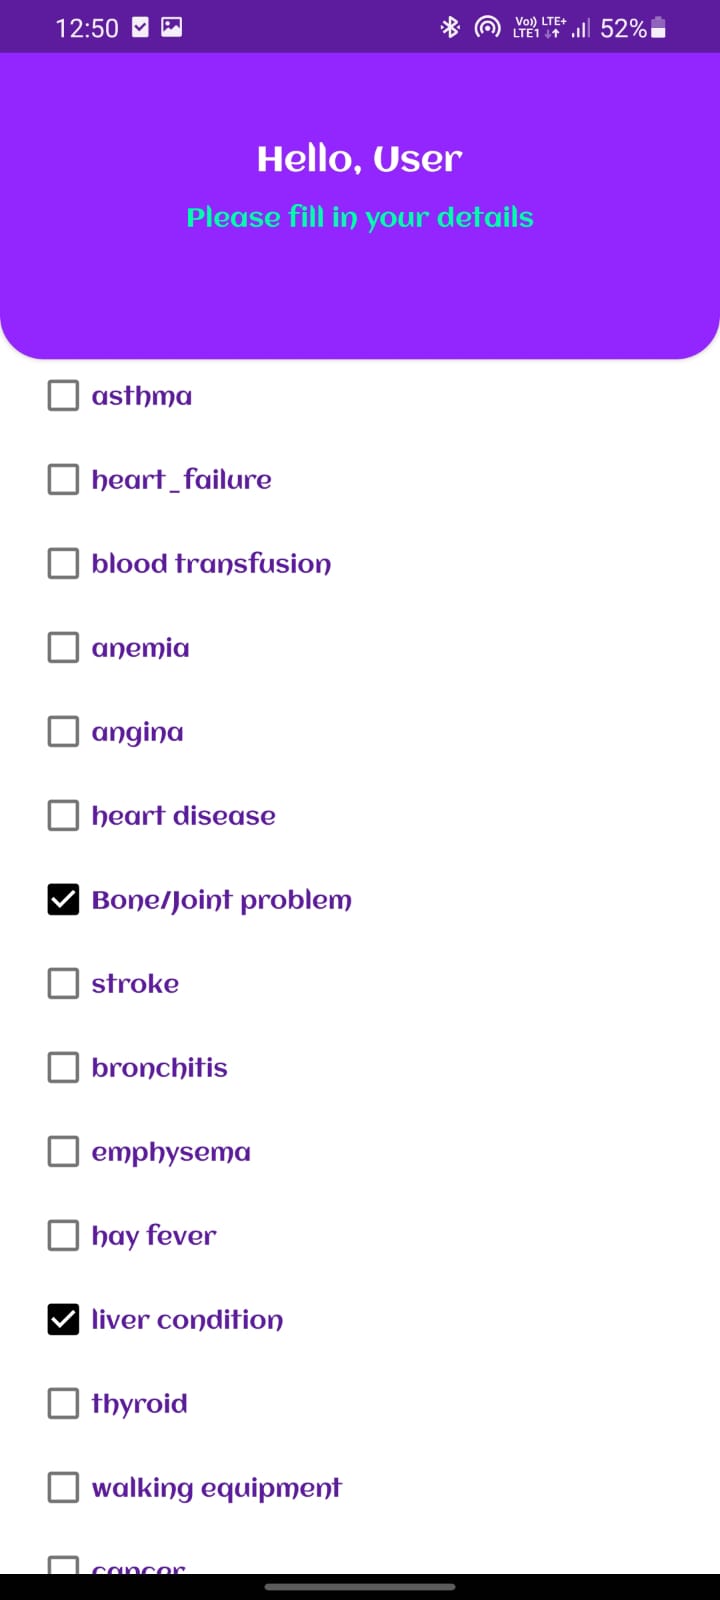 12:50 Vo)) LTE+ LTE1 52%
Hello, User
Please fill in your details
asthma
heart_failure
blood transfusion
anemia
angina
heart disease
Bone/Joint problem
stroke
bronchitis
emphysema
hay fever
liver condition
thyroid
walking equipment
cancer